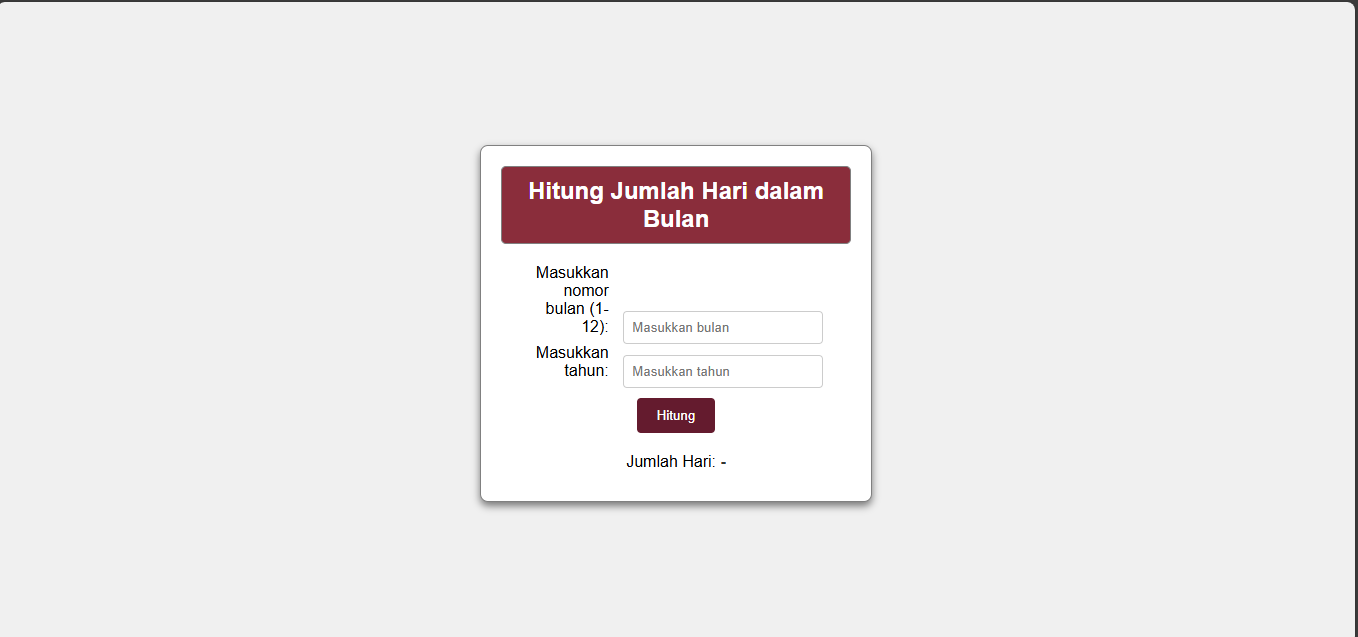 Hitung Jumlah Hari dalam
Bulan
Masukkan
nomor
bulan (1-
12):
Masukkan bulan
Masukkan
tahun:
Masukkan tahun
Hitung
Jumlah Hari: -